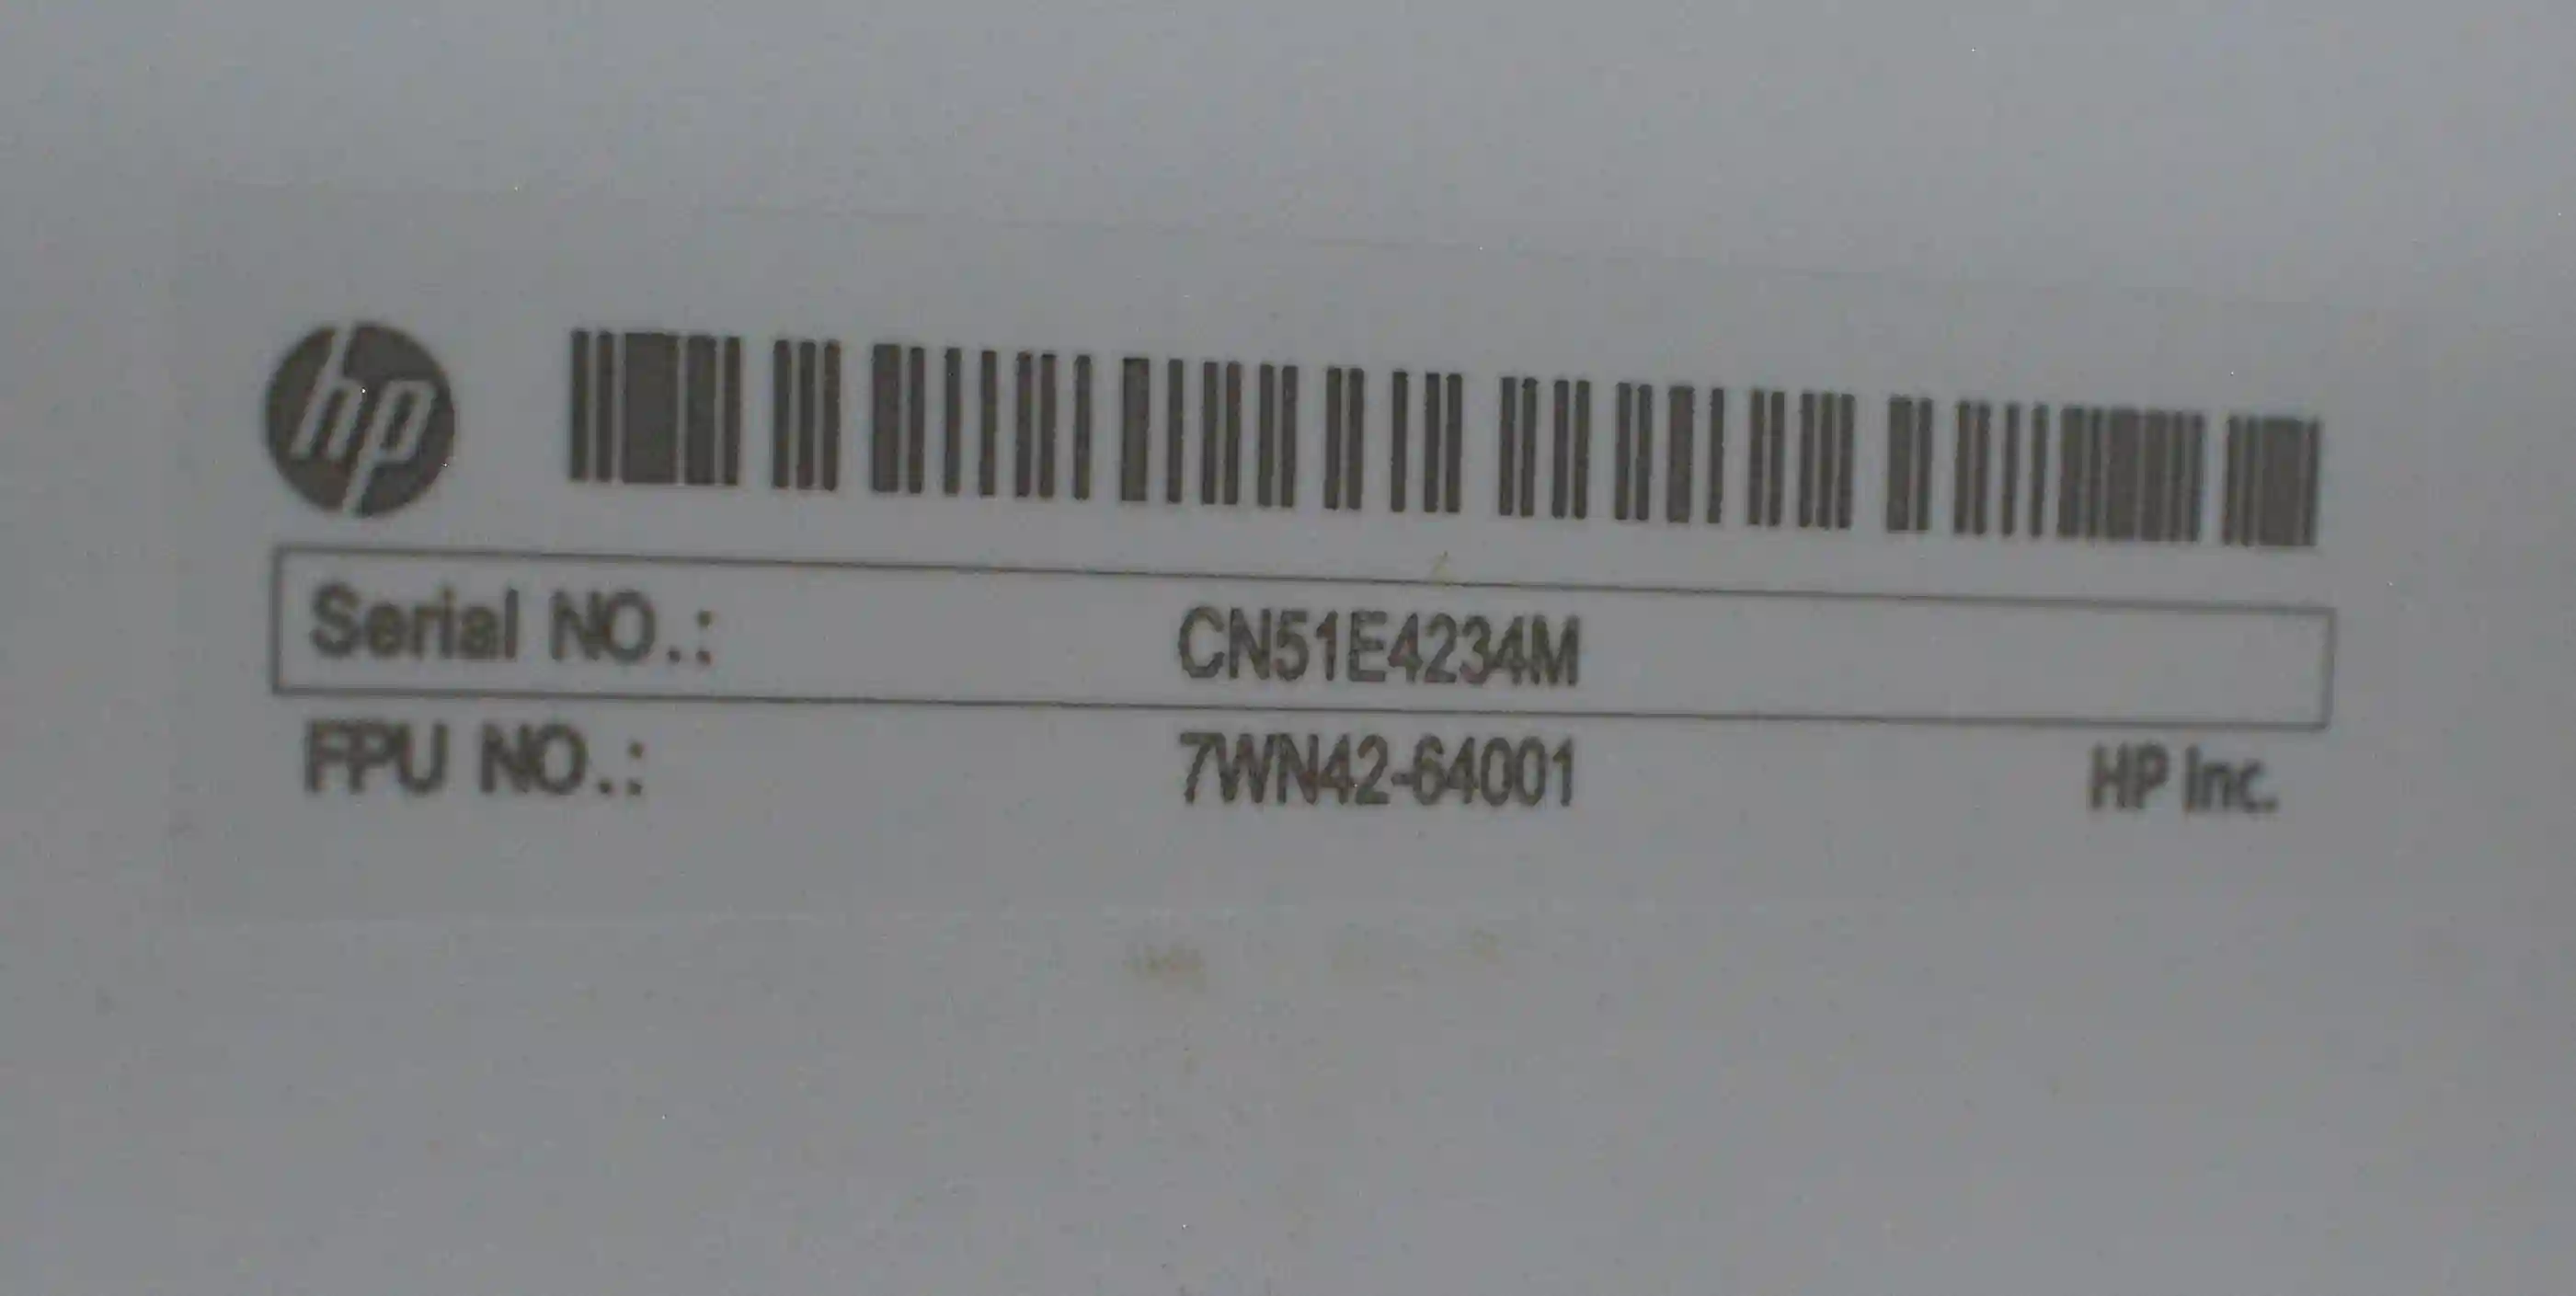 hp
Serial NO.: CN51E4234M
FPU NO.: 7WN42-64001 HP Inc.